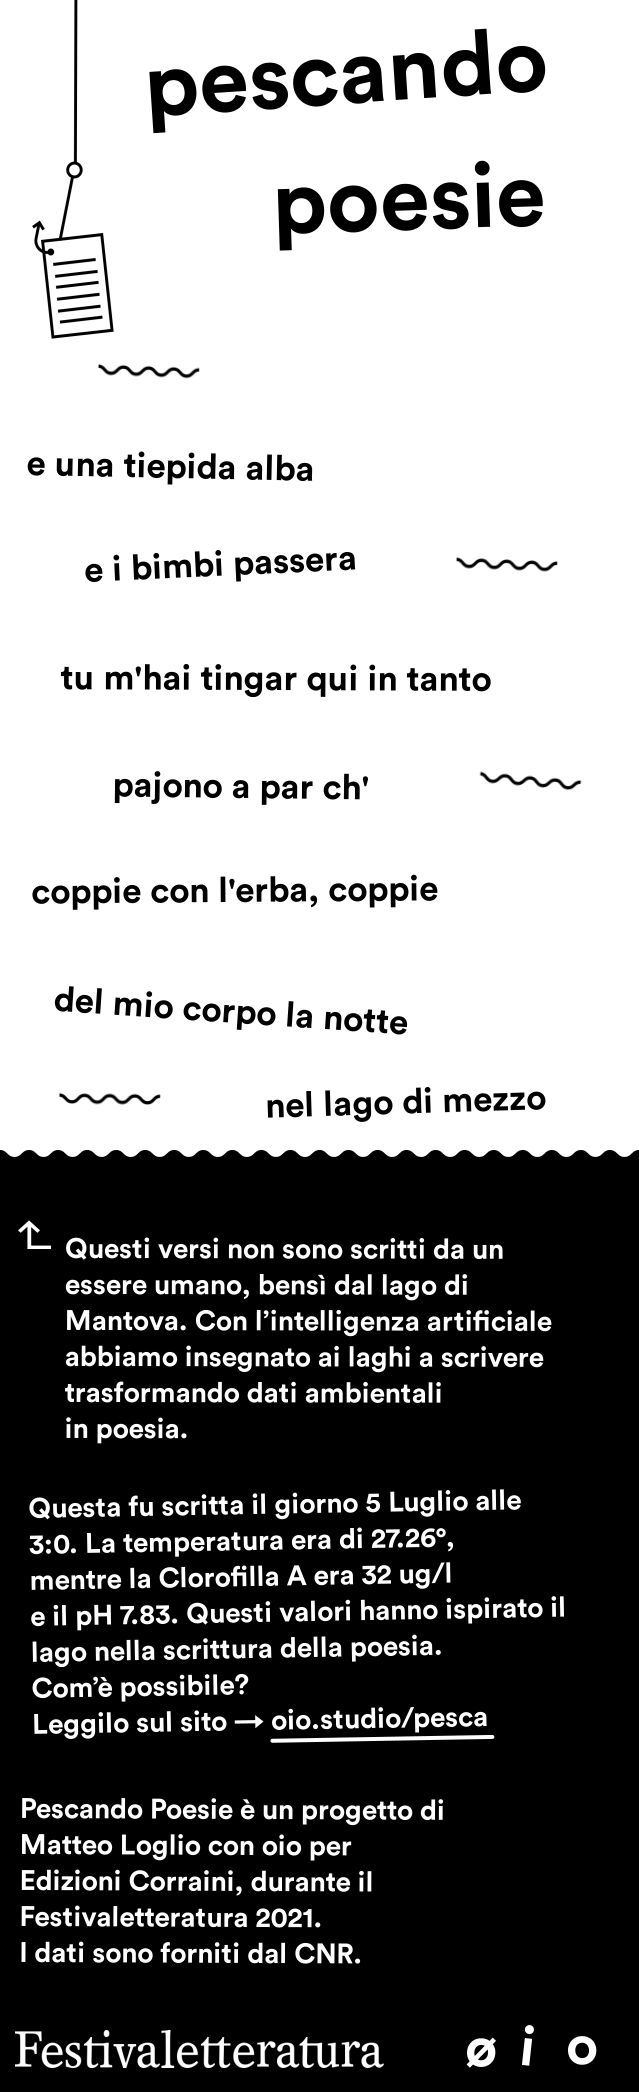 pescando
poesie
e una tiepida alba
e i bimbi passera
tu m'hai tingar qui in tanto
pajono a par ch'
coppie con l'erba, coppie
del mio corpo la notte
nel lago di mezzo
Questi versi non sono scritti da un
essere umano, bensì dal lago di
Mantova. Con l’intelligenza artificiale
abbiamo insegnato ai laghi a scrivere
trasformando dati ambientali
in poesia.
Questa fu scritta il giorno 5 Luglio alle
3:0. La temperatura era di 27.26°,
mentre la Clorofilla A era 32 ug/l
e il pH 7.83. Questi valori hanno ispirato il
lago nella scrittura della poesia.
Com’è possibile?
Leggilo sul sito → oio.studio/pesca
Pescando Poesie è un progetto di
Matteo Loglio con oio per
Edizioni Corraini, durante il
Festivaletteratura 2021.
I dati sono forniti dal CNR.
Festivaletteratura ø i o